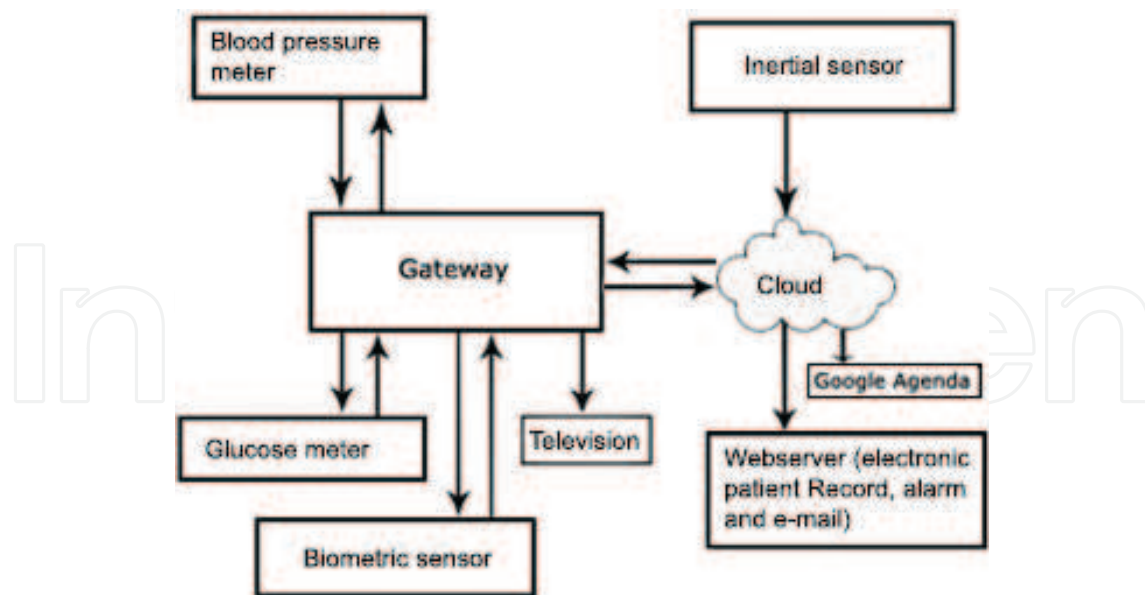 Blood pressure
meter
Inertial sensor
Gateway
Cloud
Google Agenda
Glucose meter
Television
Webserver (electronic
patient Record, alarm
and e-mail)
Biometric sensor